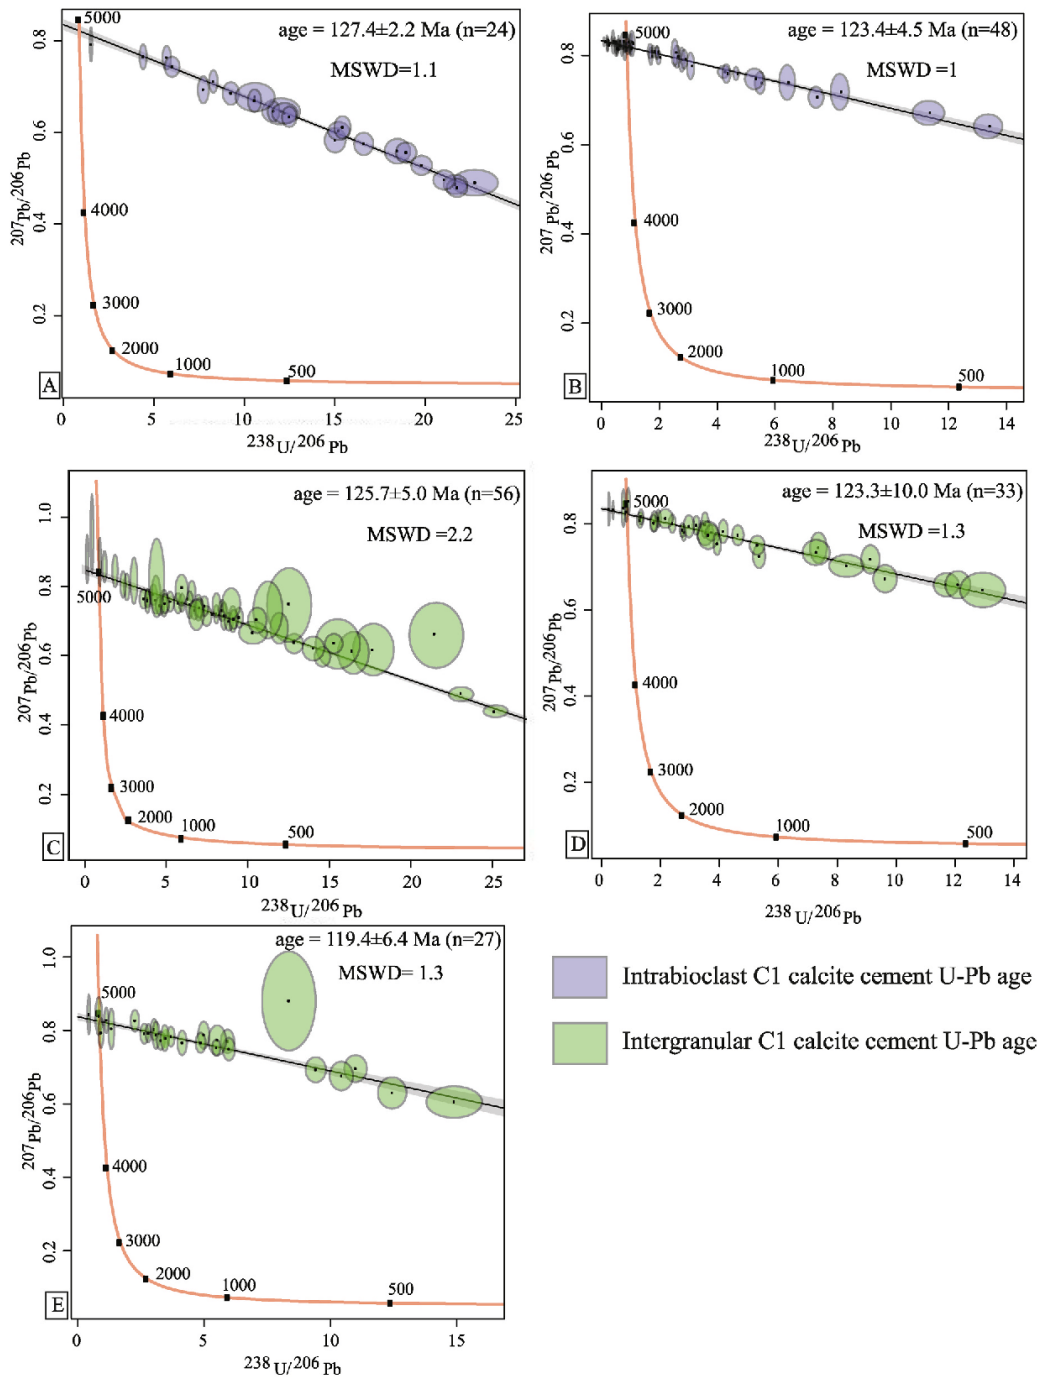 age = 127.4±2.2 Ma (n=24)
MSWD=1.1
5000
4000
3000
2000
1000
500
0.8
0.6
0.4
0.2
207Pb/206Pb
A
0 5 10 15 20 25
238U/206Pb
age = 123.4±4.5 Ma (n=48)
MSWD =1
5000
4000
3000
2000
1000
500
0.8
0.6
0.4
0.2
207Pb/206Pb
B
0 2 4 6 8 10 12 14
238U/206Pb
age = 125.7±5.0 Ma (n=56)
MSWD =2.2
5000
4000
3000
2000
1000
500
1.0
0.8
0.6
0.4
0.2
207Pb/206Pb
C
0 5 10 15 20 25
238U/206Pb
age = 123.3±10.0 Ma (n=33)
MSWD =1.3
5000
4000
3000
2000
1000
500
0.8
0.6
0.4
0.2
207Pb/206Pb
D
0 2 4 6 8 10 12 14
238U/206Pb
age = 119.4±6.4 Ma (n=27)
MSWD= 1.3
5000
4000
3000
2000
1000
500
1.0
0.8
0.6
0.4
0.2
207Pb/206Pb
E
0 5 10 15
238U/206Pb
Intrabioclast C1 calcite cement U-Pb age
Intergranular C1 calcite cement U-Pb age